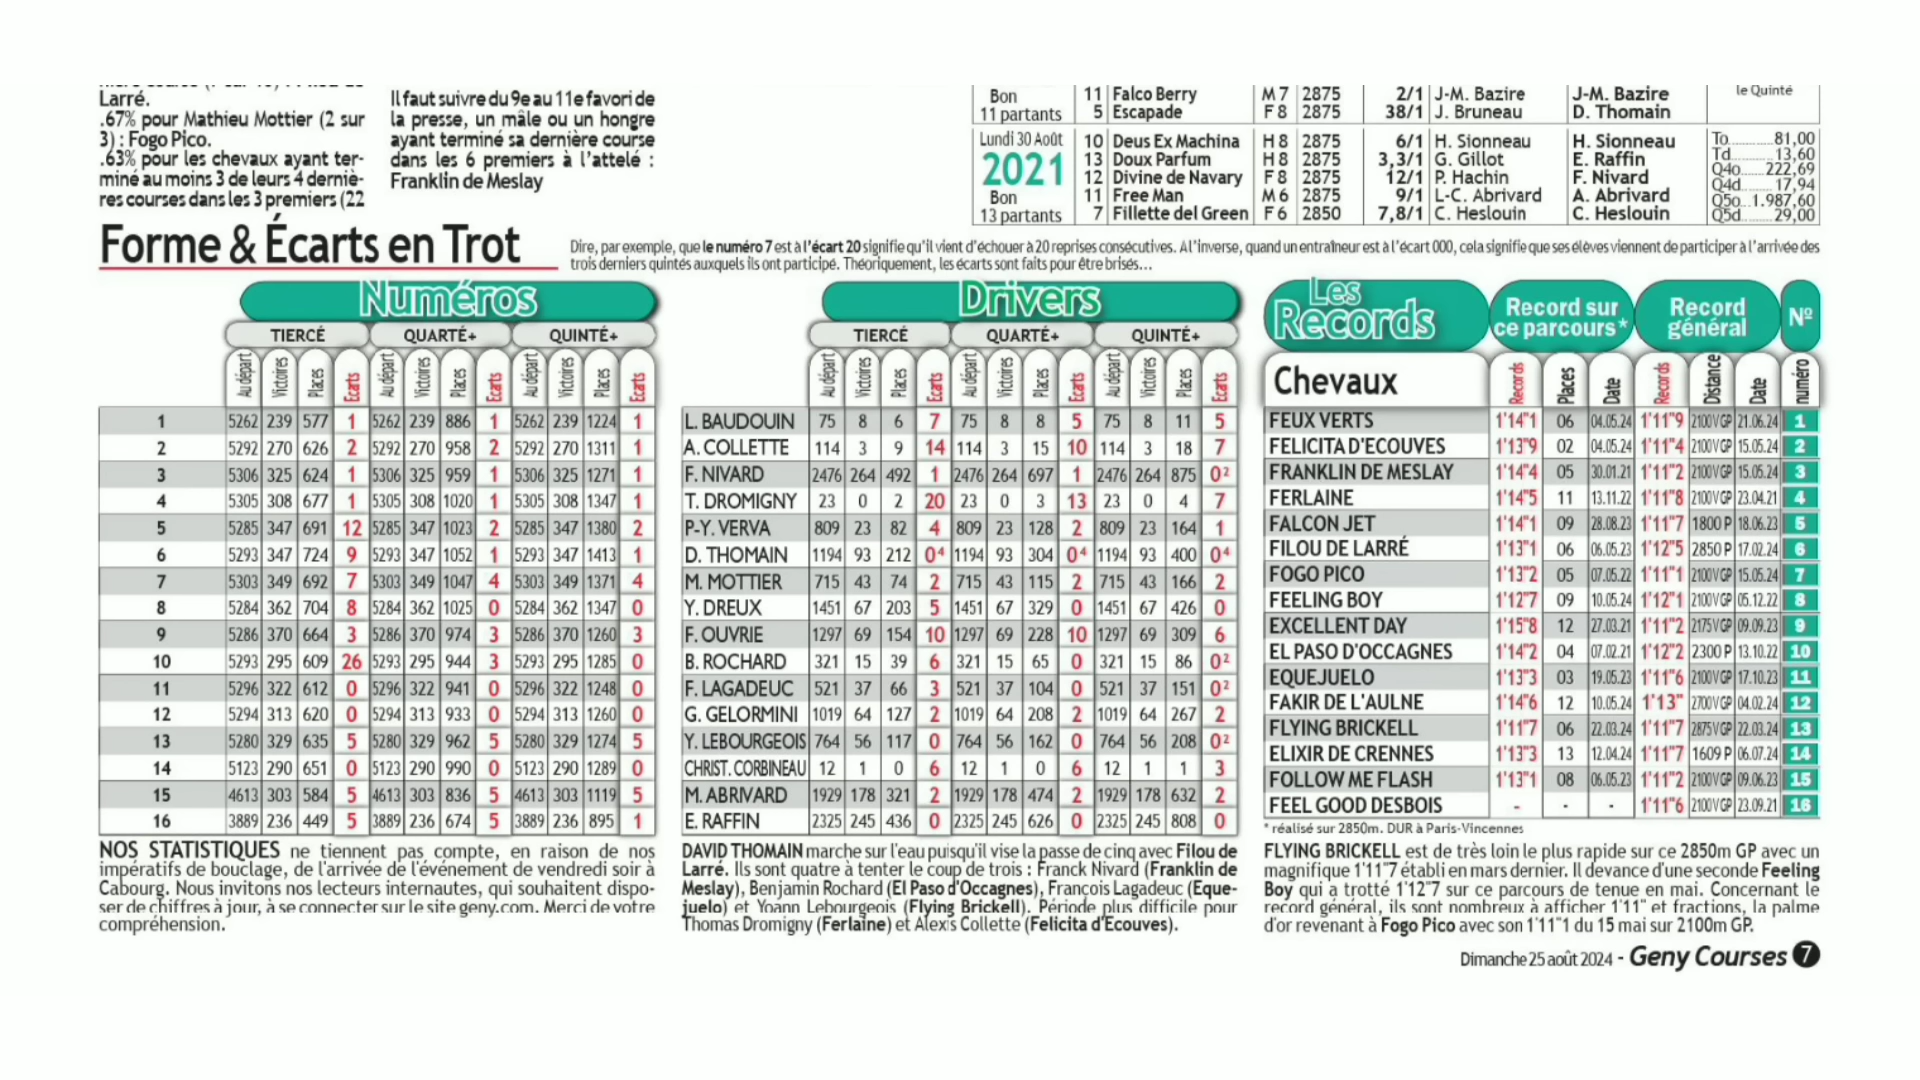 Larré.
.67% pour Mathieu Mottier (2 sur
3) : Fogo Pico.
.63% pour les chevaux ayant ter-
miné au moins 3 de leurs 4 derniè-
res courses dans les 3 premiers (22
Il faut suivre du 9e au 11e favori de
la presse, un mâle ou un hongre
ayant terminé sa dernière course
dans les 6 premiers à l'attelé :
Franklin de Meslay
Bon 11 Falco Berry M 7 2875 2/1 J-M. Bazire J-M. Bazire le Quinté
11 partants 5 Escapade F 8 2875 38/1 J. Bruneau D. Thomain
Lundi 30 Août 10 Deus Ex Machina H 8 2875 6/1 H. Sionneau H. Sionneau To......81,00
2021 13 Doux Parfum H 8 2875 3,3/1 G. Gillot E. Raffin Td......13,60
12 Divine de Navary F 8 2875 12/1 P. Hachin F. Nivard Q4o......222,69
Bon 11 Free Man M 6 2875 9/1 L-C. Abrivard A. Abrivard Q4d......17,94
13 partants 7 Fillette del Green F 6 2850 7,8/1 C. Heslouin C. Heslouin Q5o...1.987,60
Q5d......29,00
Forme & Écarts en Trot
Dire, par exemple, que le numéro 7 est à l'écart 20 signifie qu'il vient d'échouer à 20 reprises consécutives. A l'inverse, quand un entraîneur est à l'écart 000, cela signifie que ses élèves viennent de participer à l'arrivée des
trois derniers quintés auxquels ils ont participé. Théoriquement, les écarts sont faits pour être brisés...
Numéros
TIERCÉ QUARTÉ+ QUINTÉ+
Au départ Victoires Places Ecarts Au départ Victoires Places Ecarts Au départ Victoires Places Ecarts
1 5262 239 577 1 5262 239 886 1 5262 239 1224 1
2 5292 270 626 2 5292 270 958 2 5292 270 1311 1
3 5306 325 624 1 5306 325 959 1 5306 325 1271 1
4 5305 308 677 1 5305 308 1020 1 5305 308 1347 1
5 5285 347 691 12 5285 347 1023 2 5285 347 1380 2
6 5293 347 724 9 5293 347 1052 1 5293 347 1413 1
7 5303 349 692 7 5303 349 1047 4 5303 349 1371 4
8 5284 362 704 8 5284 362 1025 0 5284 362 1347 0
9 5286 370 664 3 5286 370 974 3 5286 370 1260 3
10 5293 295 609 26 5293 295 944 3 5293 295 1285 0
11 5296 322 612 0 5296 322 941 0 5296 322 1248 0
12 5294 313 620 0 5294 313 933 0 5294 313 1260 0
13 5280 329 635 5 5280 329 962 5 5280 329 1274 5
14 5123 290 651 0 5123 290 990 0 5123 290 1289 0
15 4613 303 584 5 4613 303 836 5 4613 303 1119 5
16 3889 236 449 5 3889 236 674 5 3889 236 895 1
NOS STATISTIQUES ne tiennent pas compte, en raison de nos
impératifs de bouclage, de l'arrivée de l'événement de vendredi soir à
Cabourg. Nous invitons nos lecteurs internautes, qui souhaitent dispo-
ser de chiffres à jour, à se connecter sur le site geny.com. Merci de votre
compréhension.
Drivers
TIERCÉ QUARTÉ+ QUINTÉ+
Au départ Victoires Places Ecarts Au départ Victoires Places Ecarts Au départ Victoires Places Ecarts
L. BAUDOUIN 75 8 6 7 75 8 8 5 75 8 11 5
A. COLLETTE 114 3 9 14 114 3 15 10 114 3 18 7
F. NIVARD 2476 264 492 1 2476 264 697 1 2476 264 875 0²
T. DROMIGNY 23 0 2 20 23 0 3 13 23 0 4 7
P-Y. VERVA 809 23 82 4 809 23 128 2 809 23 164 1
D. THOMAIN 1194 93 212 0⁴ 1194 93 304 0⁴ 1194 93 400 0⁴
M. MOTTIER 715 43 74 2 715 43 115 2 715 43 166 2
Y. DREUX 1451 67 203 5 1451 67 329 0 1451 67 426 0
F. OUVRIE 1297 69 154 10 1297 69 228 10 1297 69 309 6
B. ROCHARD 321 15 39 6 321 15 65 0 321 15 86 0²
F. LAGADEUC 521 37 66 3 521 37 104 0 521 37 151 0²
G. GELORMINI 1019 64 127 2 1019 64 208 2 1019 64 267 2
Y. LEBOURGEOIS 764 56 117 0 764 56 162 0 764 56 208 0²
CHRIST. CORBINEAU 12 1 0 6 12 1 0 6 12 1 1 3
M. ABRIVARD 1929 178 321 2 1929 178 474 2 1929 178 632 2
E. RAFFIN 2325 245 436 0 2325 245 626 0 2325 245 808 0
DAVID THOMAIN marche sur l'eau puisqu'il vise la passe de cinq avec Filou de
Larré. Ils sont quatre à tenter le coup de trois : Franck Nivard (Franklin de
Meslay), Benjamin Rochard (El Paso d'Occagnes), François Lagadeuc (Eque-
juelo) et Yoann Lebourgeois (Flying Brickell). Période plus difficile pour
Thomas Dromigny (Ferlaine) et Alexis Collette (Felicita d'Ecouves).
Les Records
Record sur ce parcours* Record général Nº
Chevaux Records Places Date Records Distance Date numéro
FEUX VERTS 1'14"1 06 04.05.24 1'11"9 2100VGP 21.06.24 1
FELICITA D'ECOUVES 1'13"9 02 04.05.24 1'11"4 2100VGP 15.05.24 2
FRANKLIN DE MESLAY 1'14"4 05 30.01.21 1'11"2 2100VGP 15.05.24 3
FERLAINE 1'14"5 11 13.11.22 1'11"8 2100VGP 23.04.21 4
FALCON JET 1'14"1 09 28.08.23 1'11"7 1800 P 18.06.23 5
FILOU DE LARRÉ 1'13"1 06 06.05.23 1'12"5 2850 P 17.02.24 6
FOGO PICO 1'13"2 05 07.05.22 1'11"1 2100VGP 15.05.24 7
FEELING BOY 1'12"7 09 10.05.24 1'12"1 2100VGP 05.12.22 8
EXCELLENT DAY 1'15"8 12 27.03.21 1'11"2 2175VGP 09.09.23 9
EL PASO D'OCCAGNES 1'14"2 04 07.02.21 1'12"2 2300 P 13.10.22 10
EQUEJUELO 1'13"3 03 19.05.23 1'11"6 2100VGP 17.10.23 11
FAKIR DE L'AULNE 1'14"6 12 10.05.24 1'13" 2700VGP 04.02.24 12
FLYING BRICKELL 1'11"7 06 22.03.24 1'11"7 2875VGP 22.03.24 13
ELIXIR DE CRENNES 1'13"3 13 12.04.24 1'11"7 1609 P 06.07.24 14
FOLLOW ME FLASH 1'13"1 08 06.05.23 1'11"2 2100VGP 09.06.23 15
FEEL GOOD DESBOIS - - - 1'11"6 2100VGP 23.09.21 16
* réalisé sur 2850m. DUR à Paris-Vincennes
FLYING BRICKELL est de très loin le plus rapide sur ce 2850m GP avec un
magnifique 1'11"7 établi en mars dernier. Il devance d'une seconde Feeling
Boy qui a trotté 1'12"7 sur ce parcours de tenue en mai. Concernant le
record général, ils sont nombreux à afficher 1'11" et fractions, la palme
d'or revenant à Fogo Pico avec son 1'11"1 du 15 mai sur 2100m GP.
Dimanche 25 août 2024 - Geny Courses 7